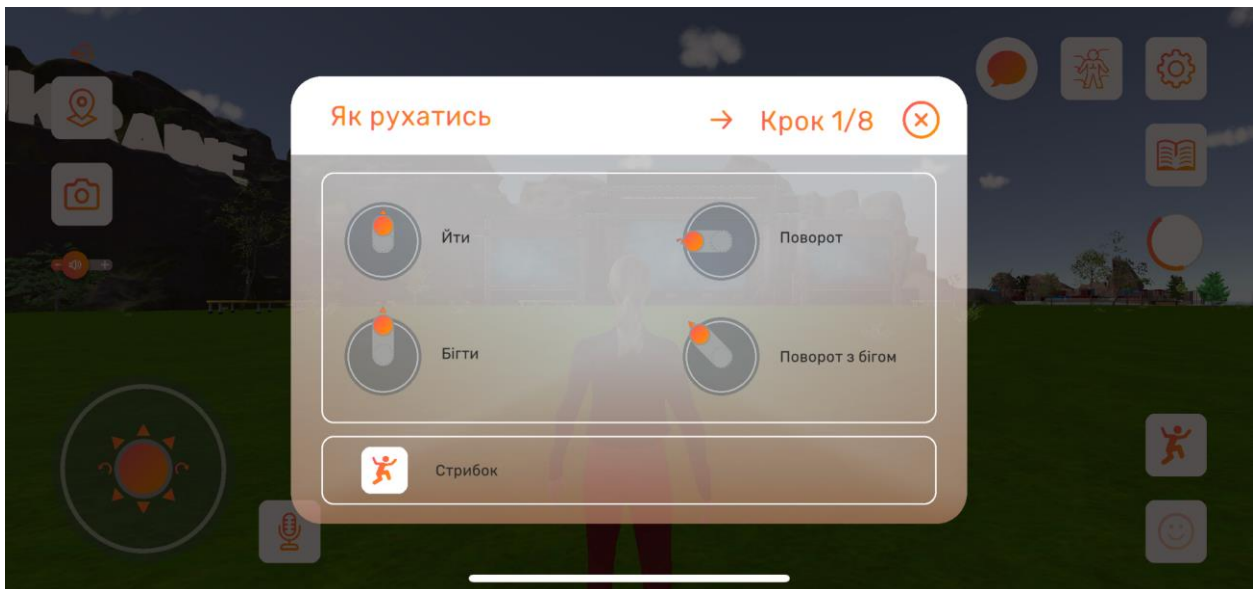 Як рухатись → Крок 1/8
Йти
Поворот
Бігти
Поворот з бігом
Стрибок